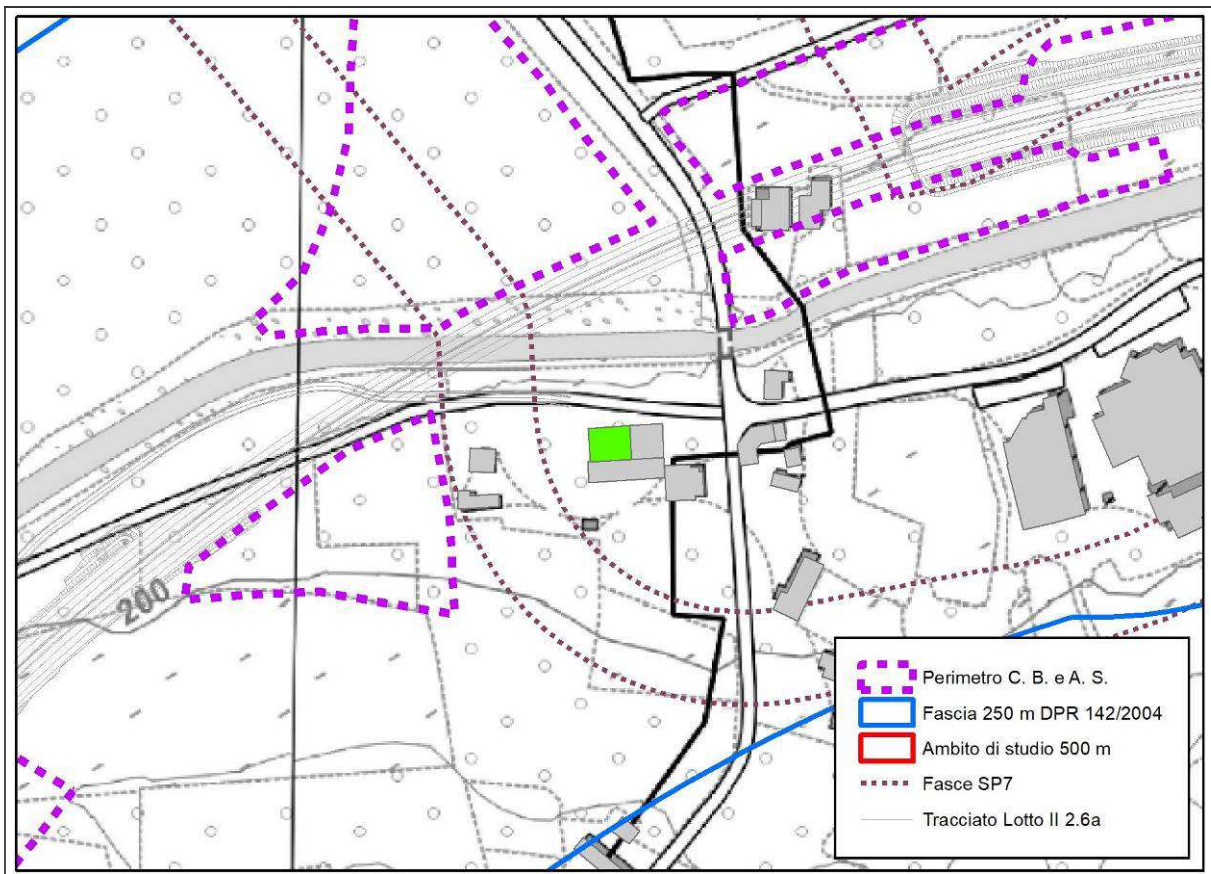 200
Perimetro C. B. e A. S.
Fascia 250 m DPR 142/2004
Ambito di studio 500 m
Fasce SP7
Tracciato Lotto II 2.6a